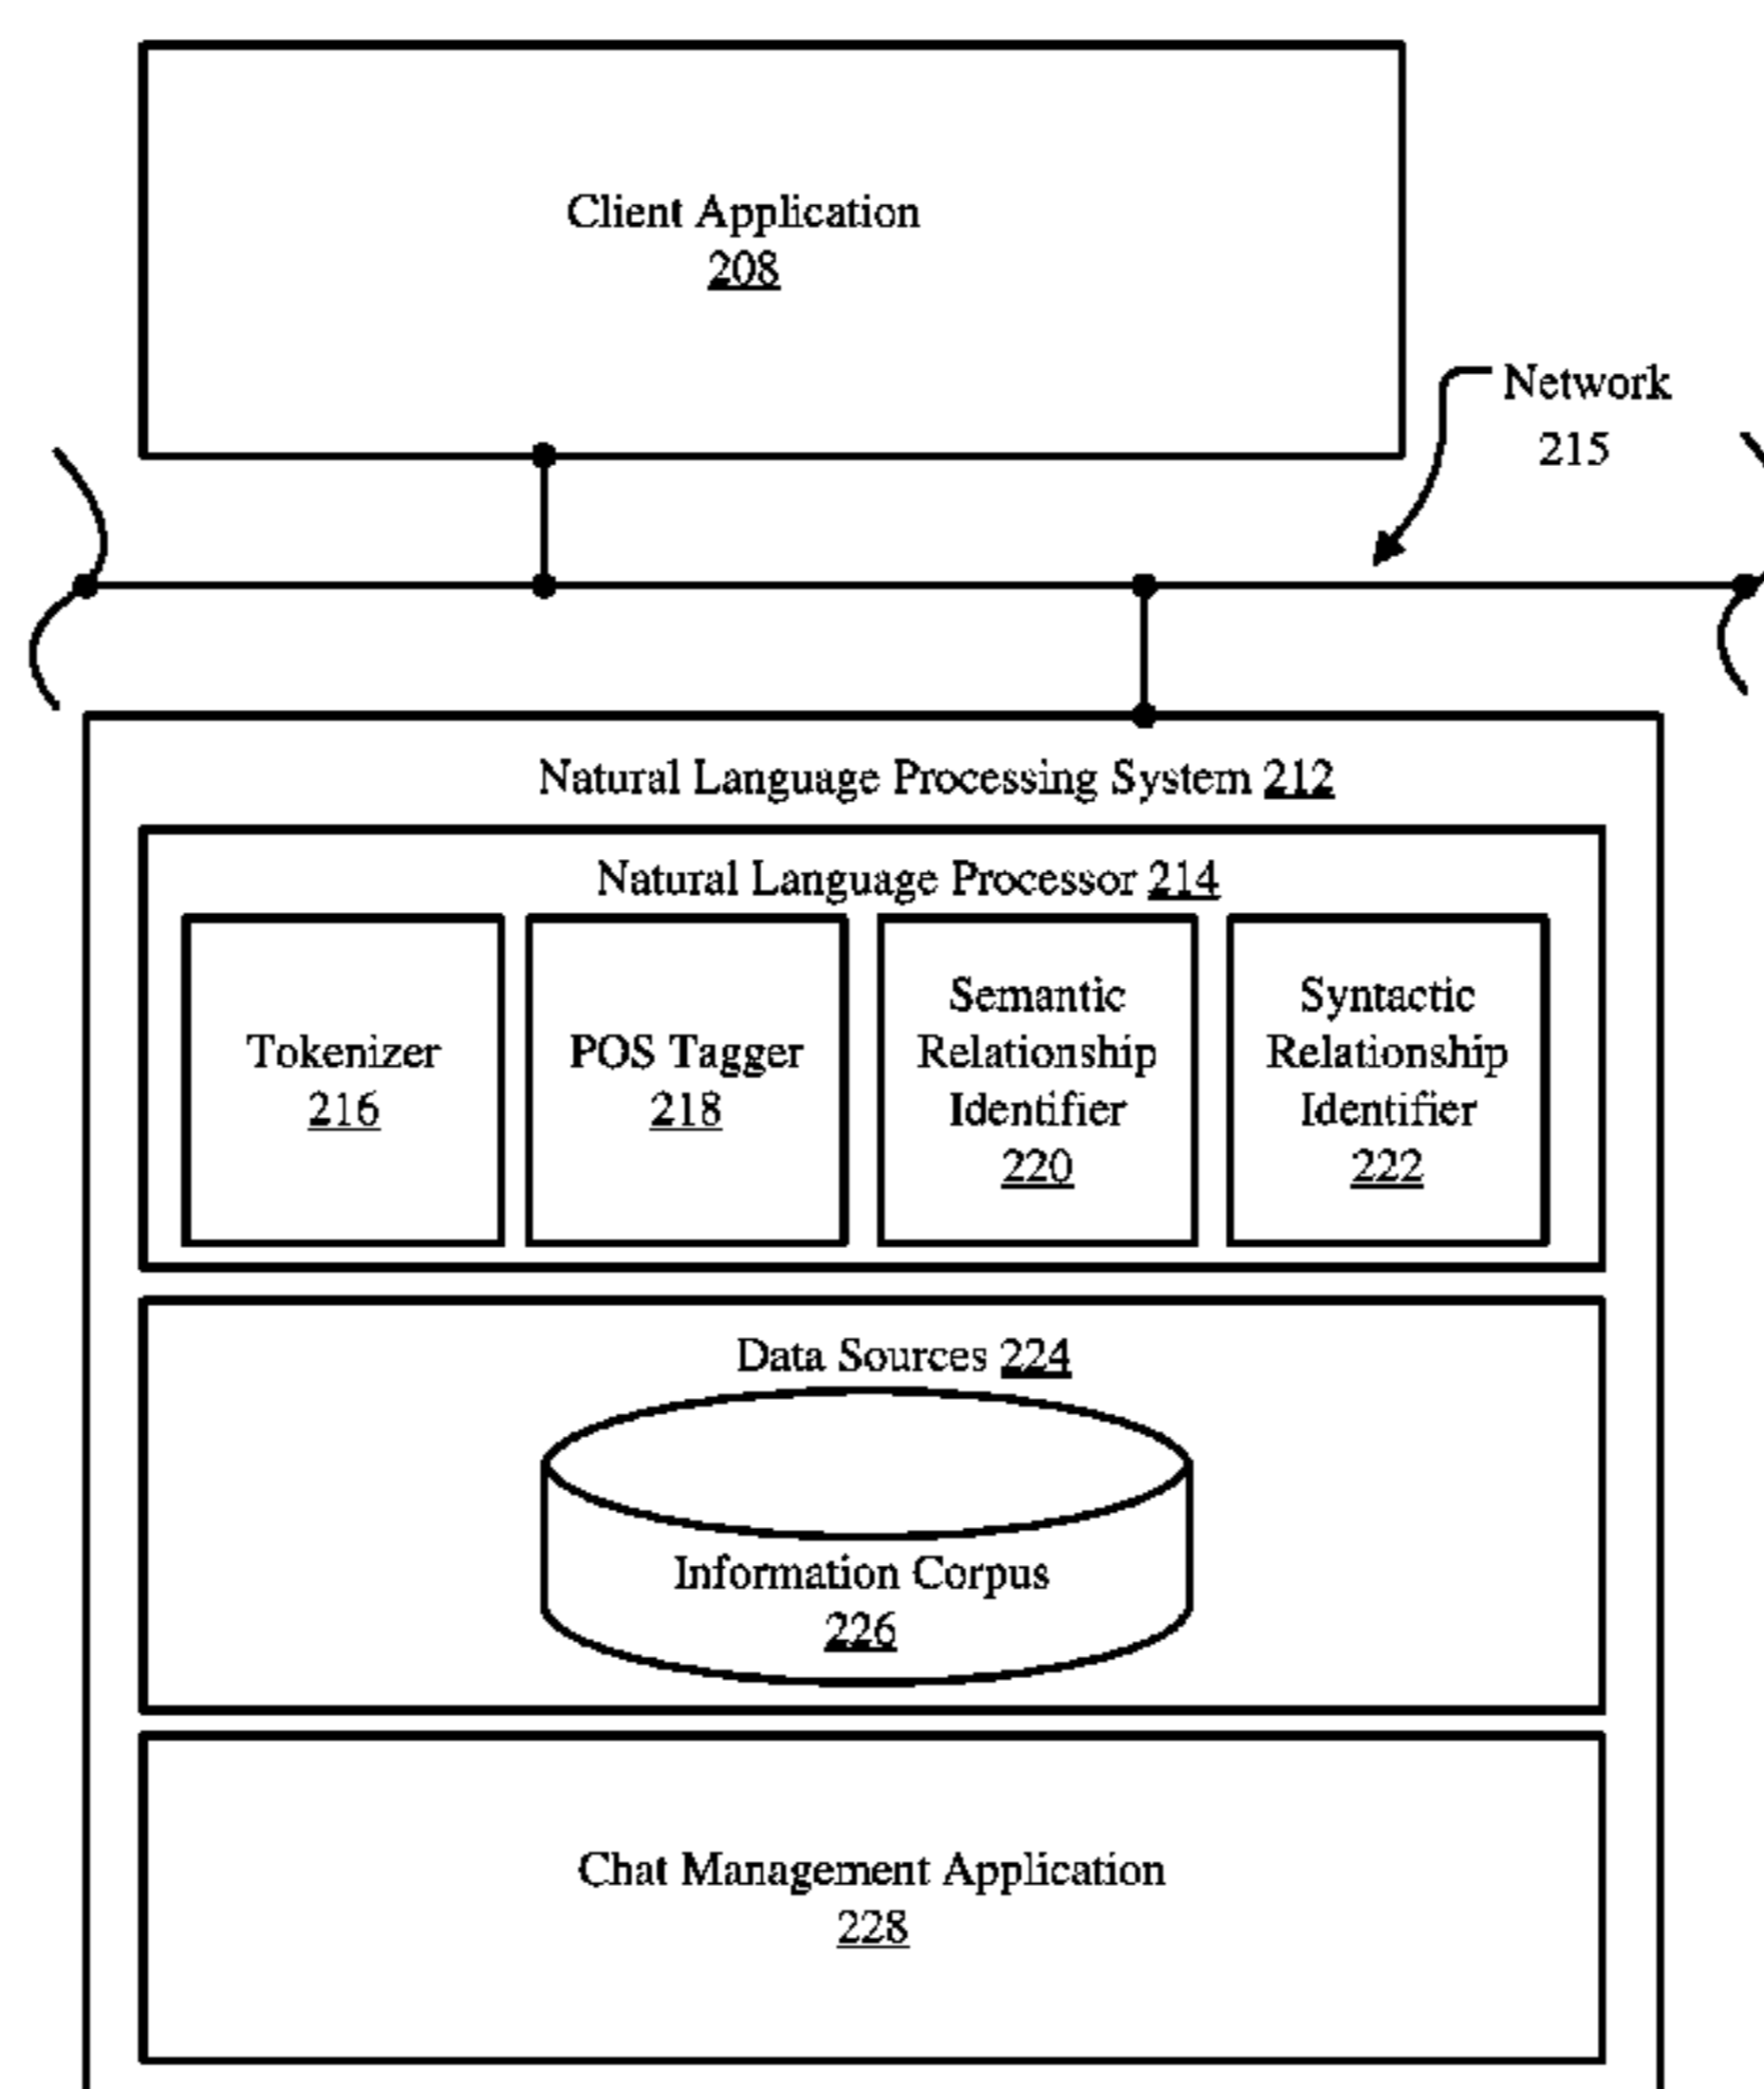 Client Application
208
Network
215
Natural Language Processing System 212
Natural Language Processor 214
Tokenizer
216
POS Tagger
218
Semantic
Relationship
Identifier
220
Syntactic
Relationship
Identifier
222
Data Sources 224
Information Corpus
226
Chat Management Application
228